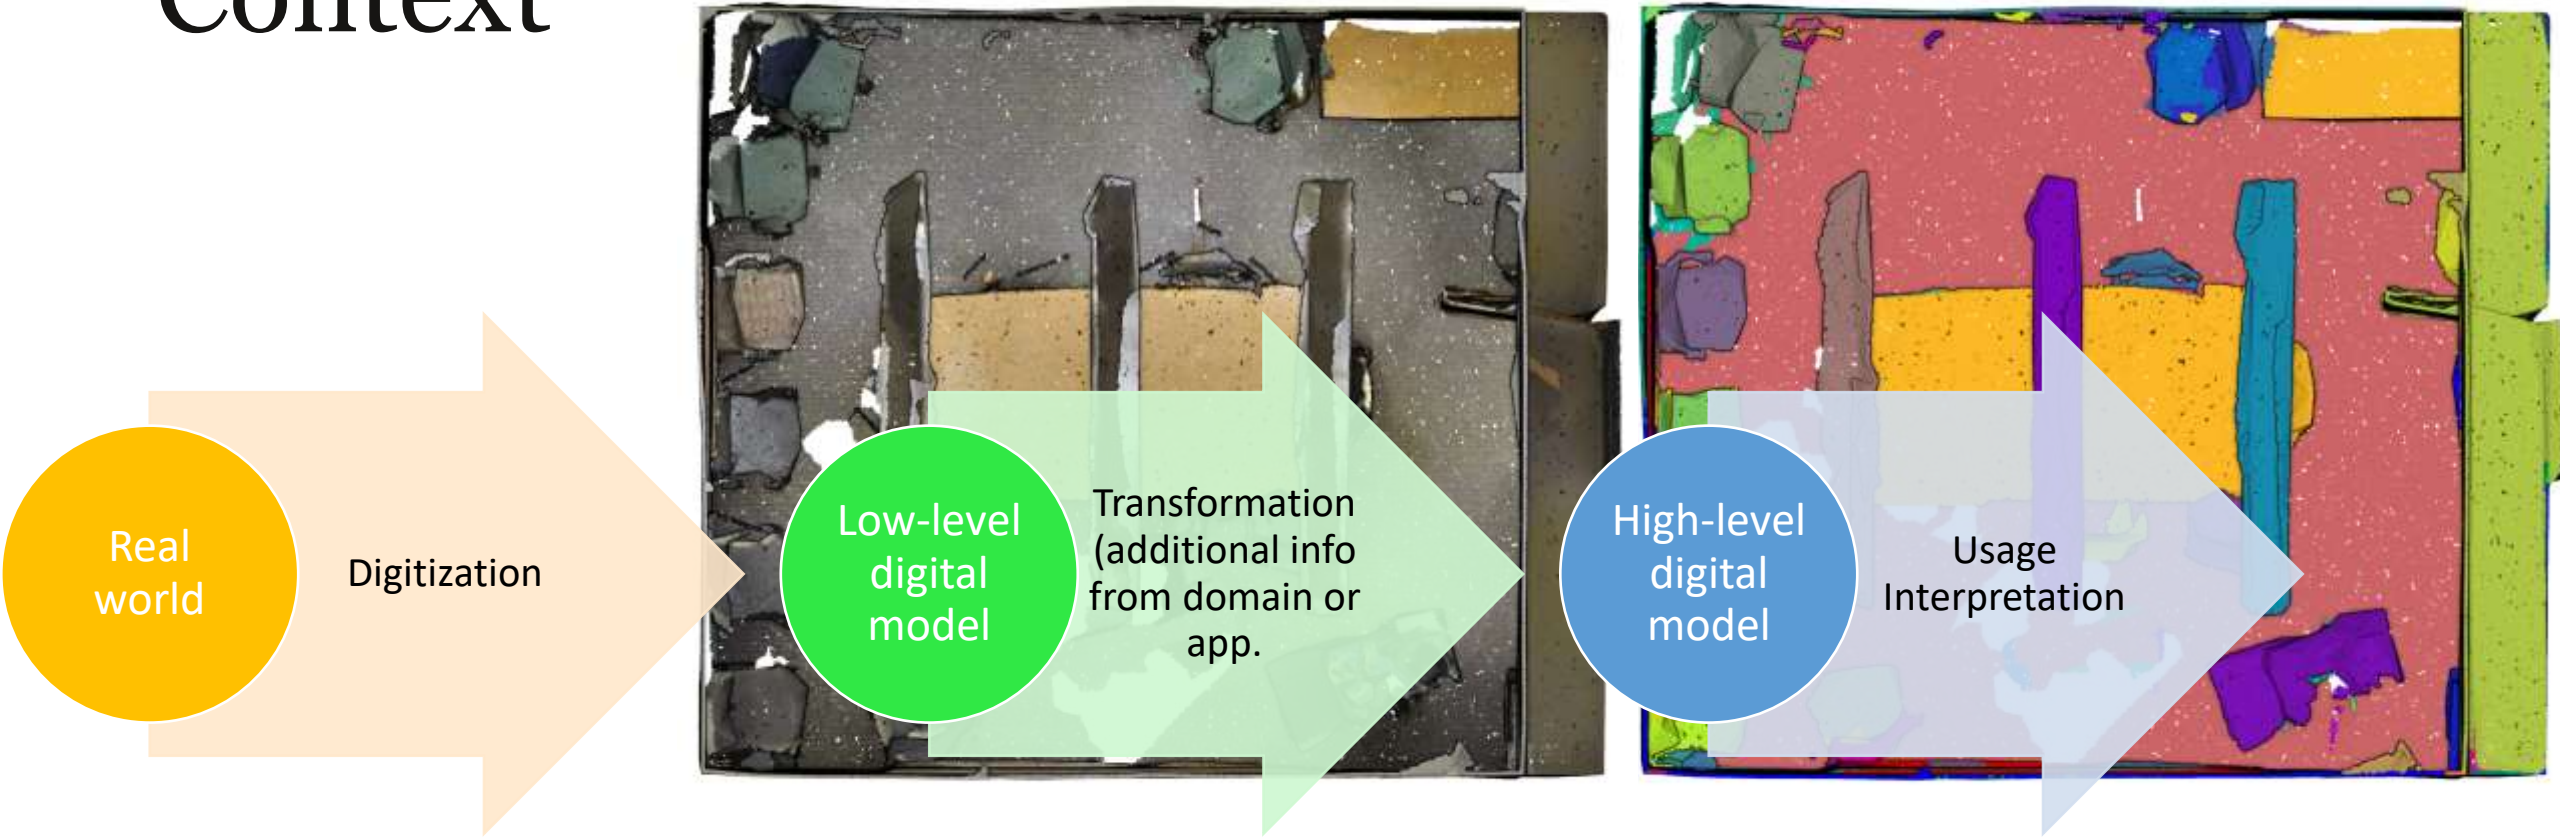 Context
Real
world
Digitization
Low-level
digital
model
Transformation
(additional info
from domain or
app.
High-level
digital
model
Usage
Interpretation